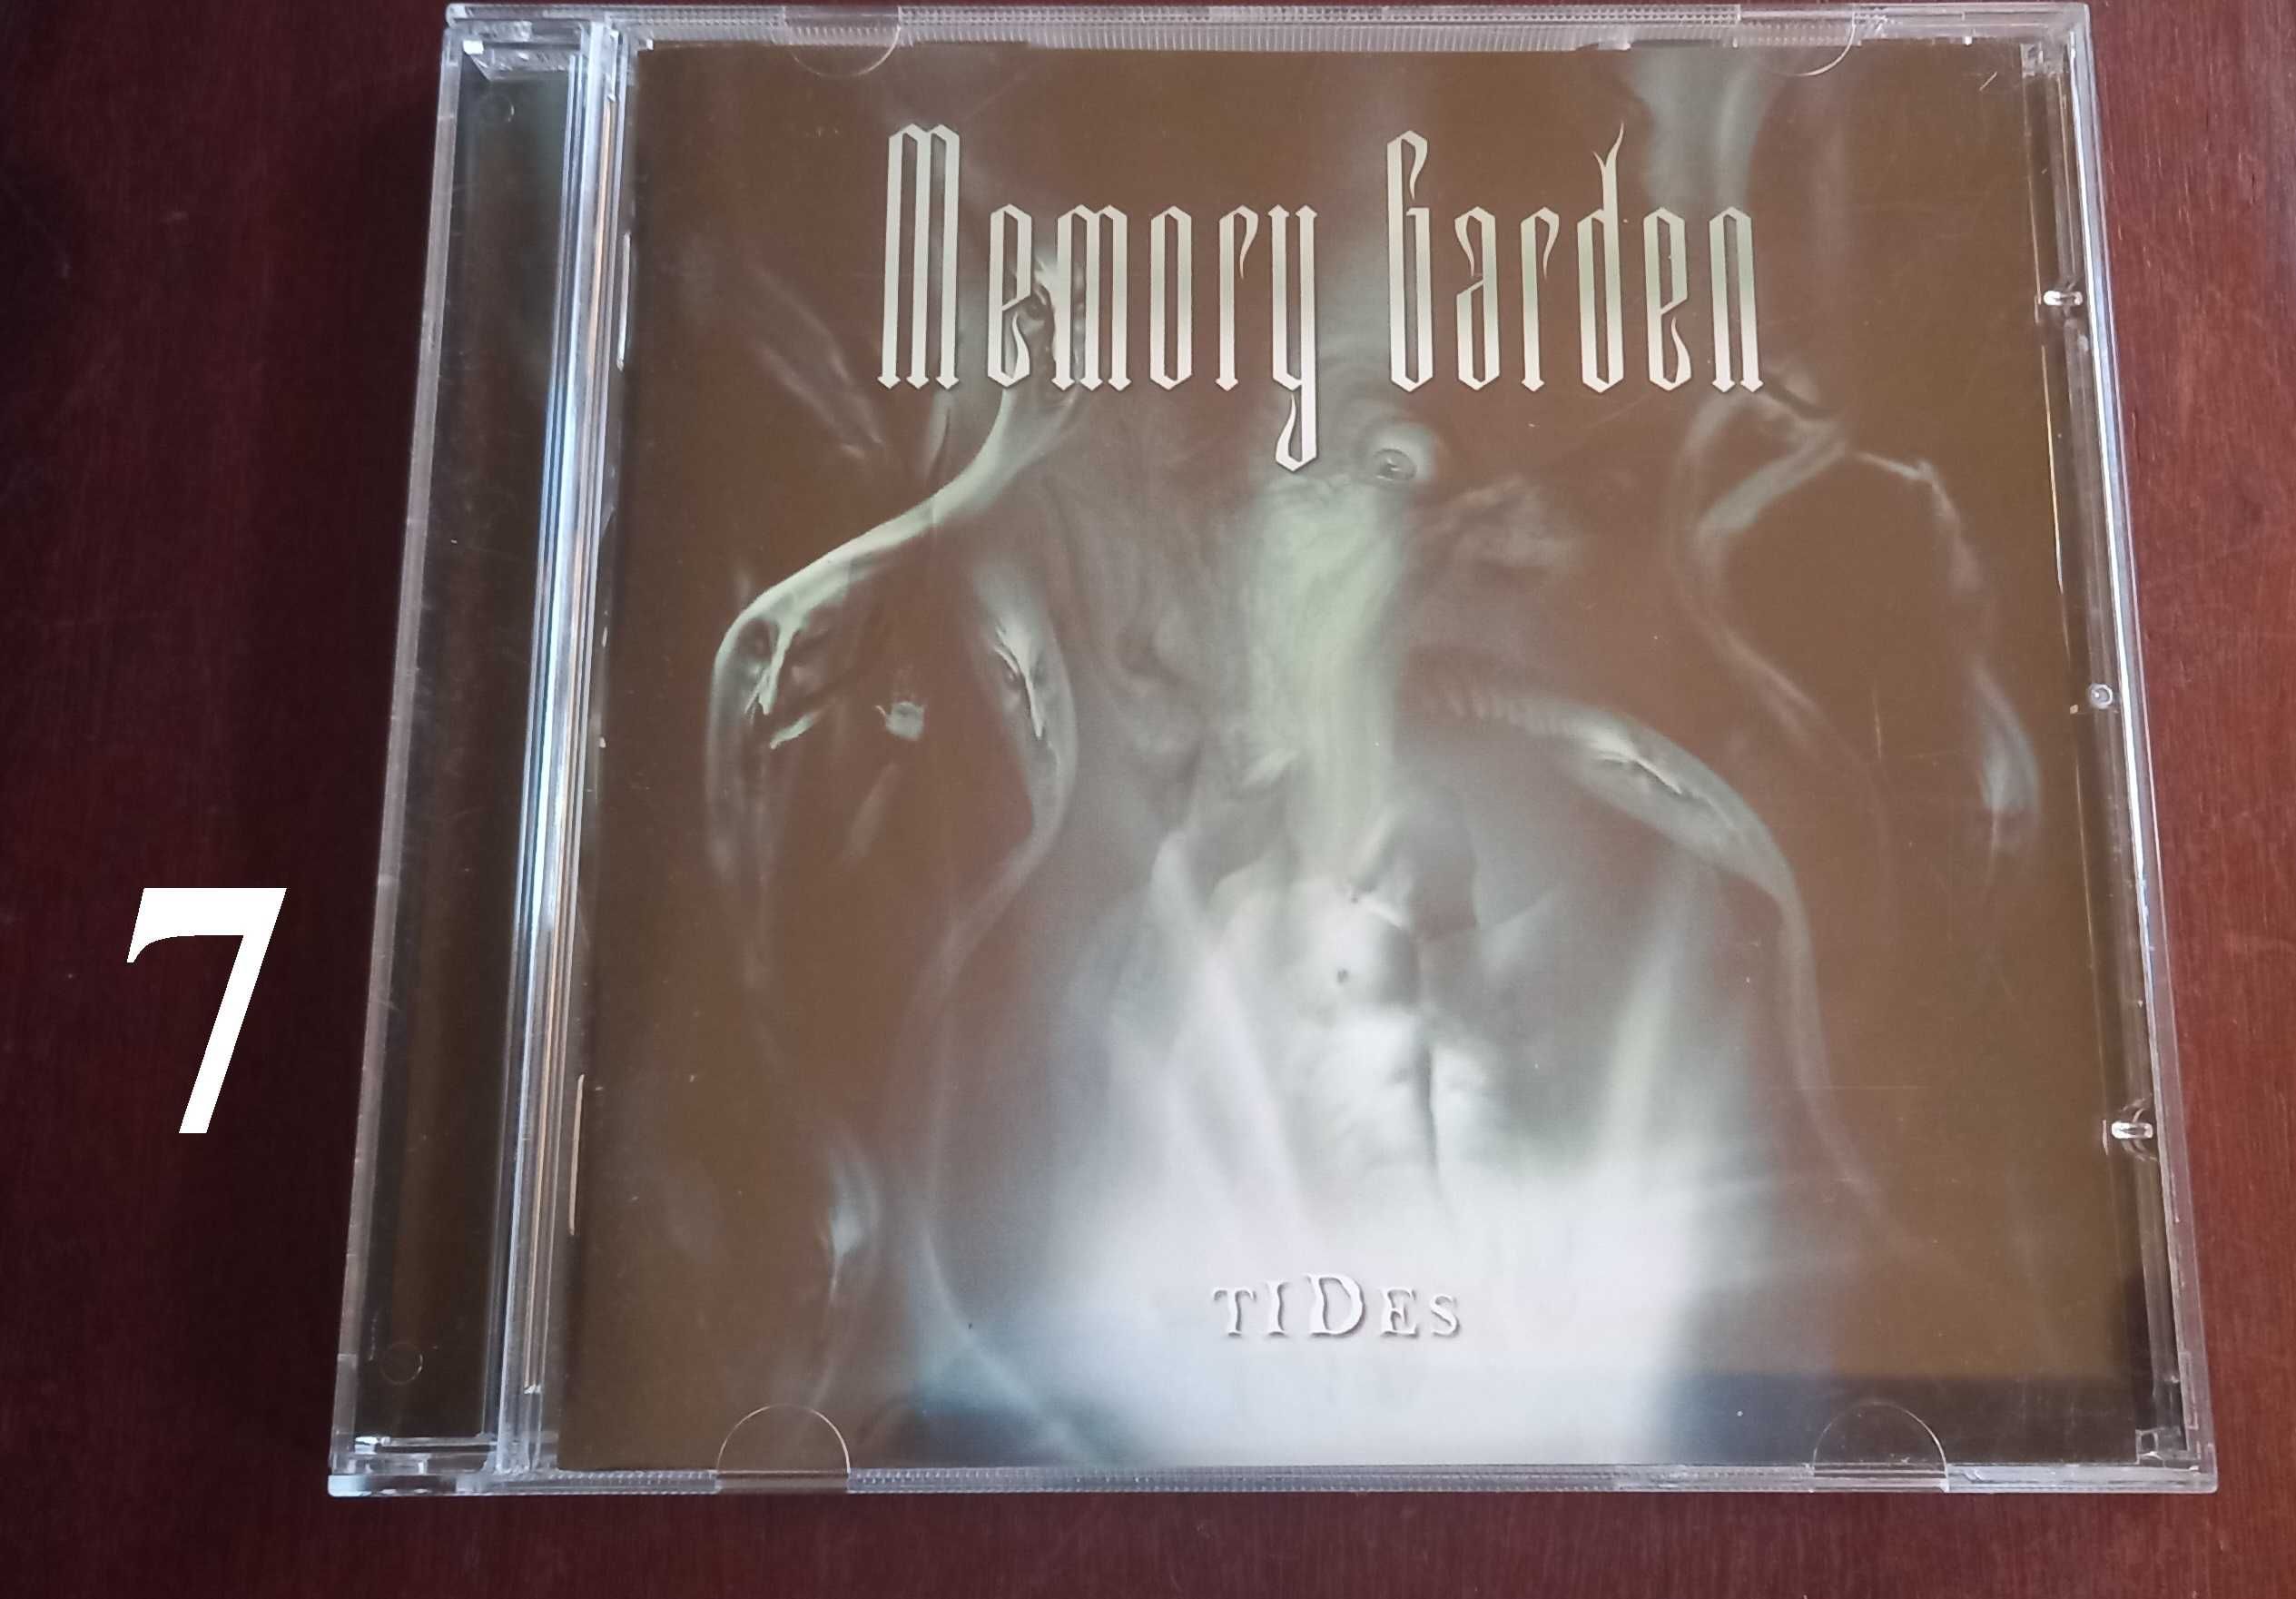 Memory Garden
7
TIDES